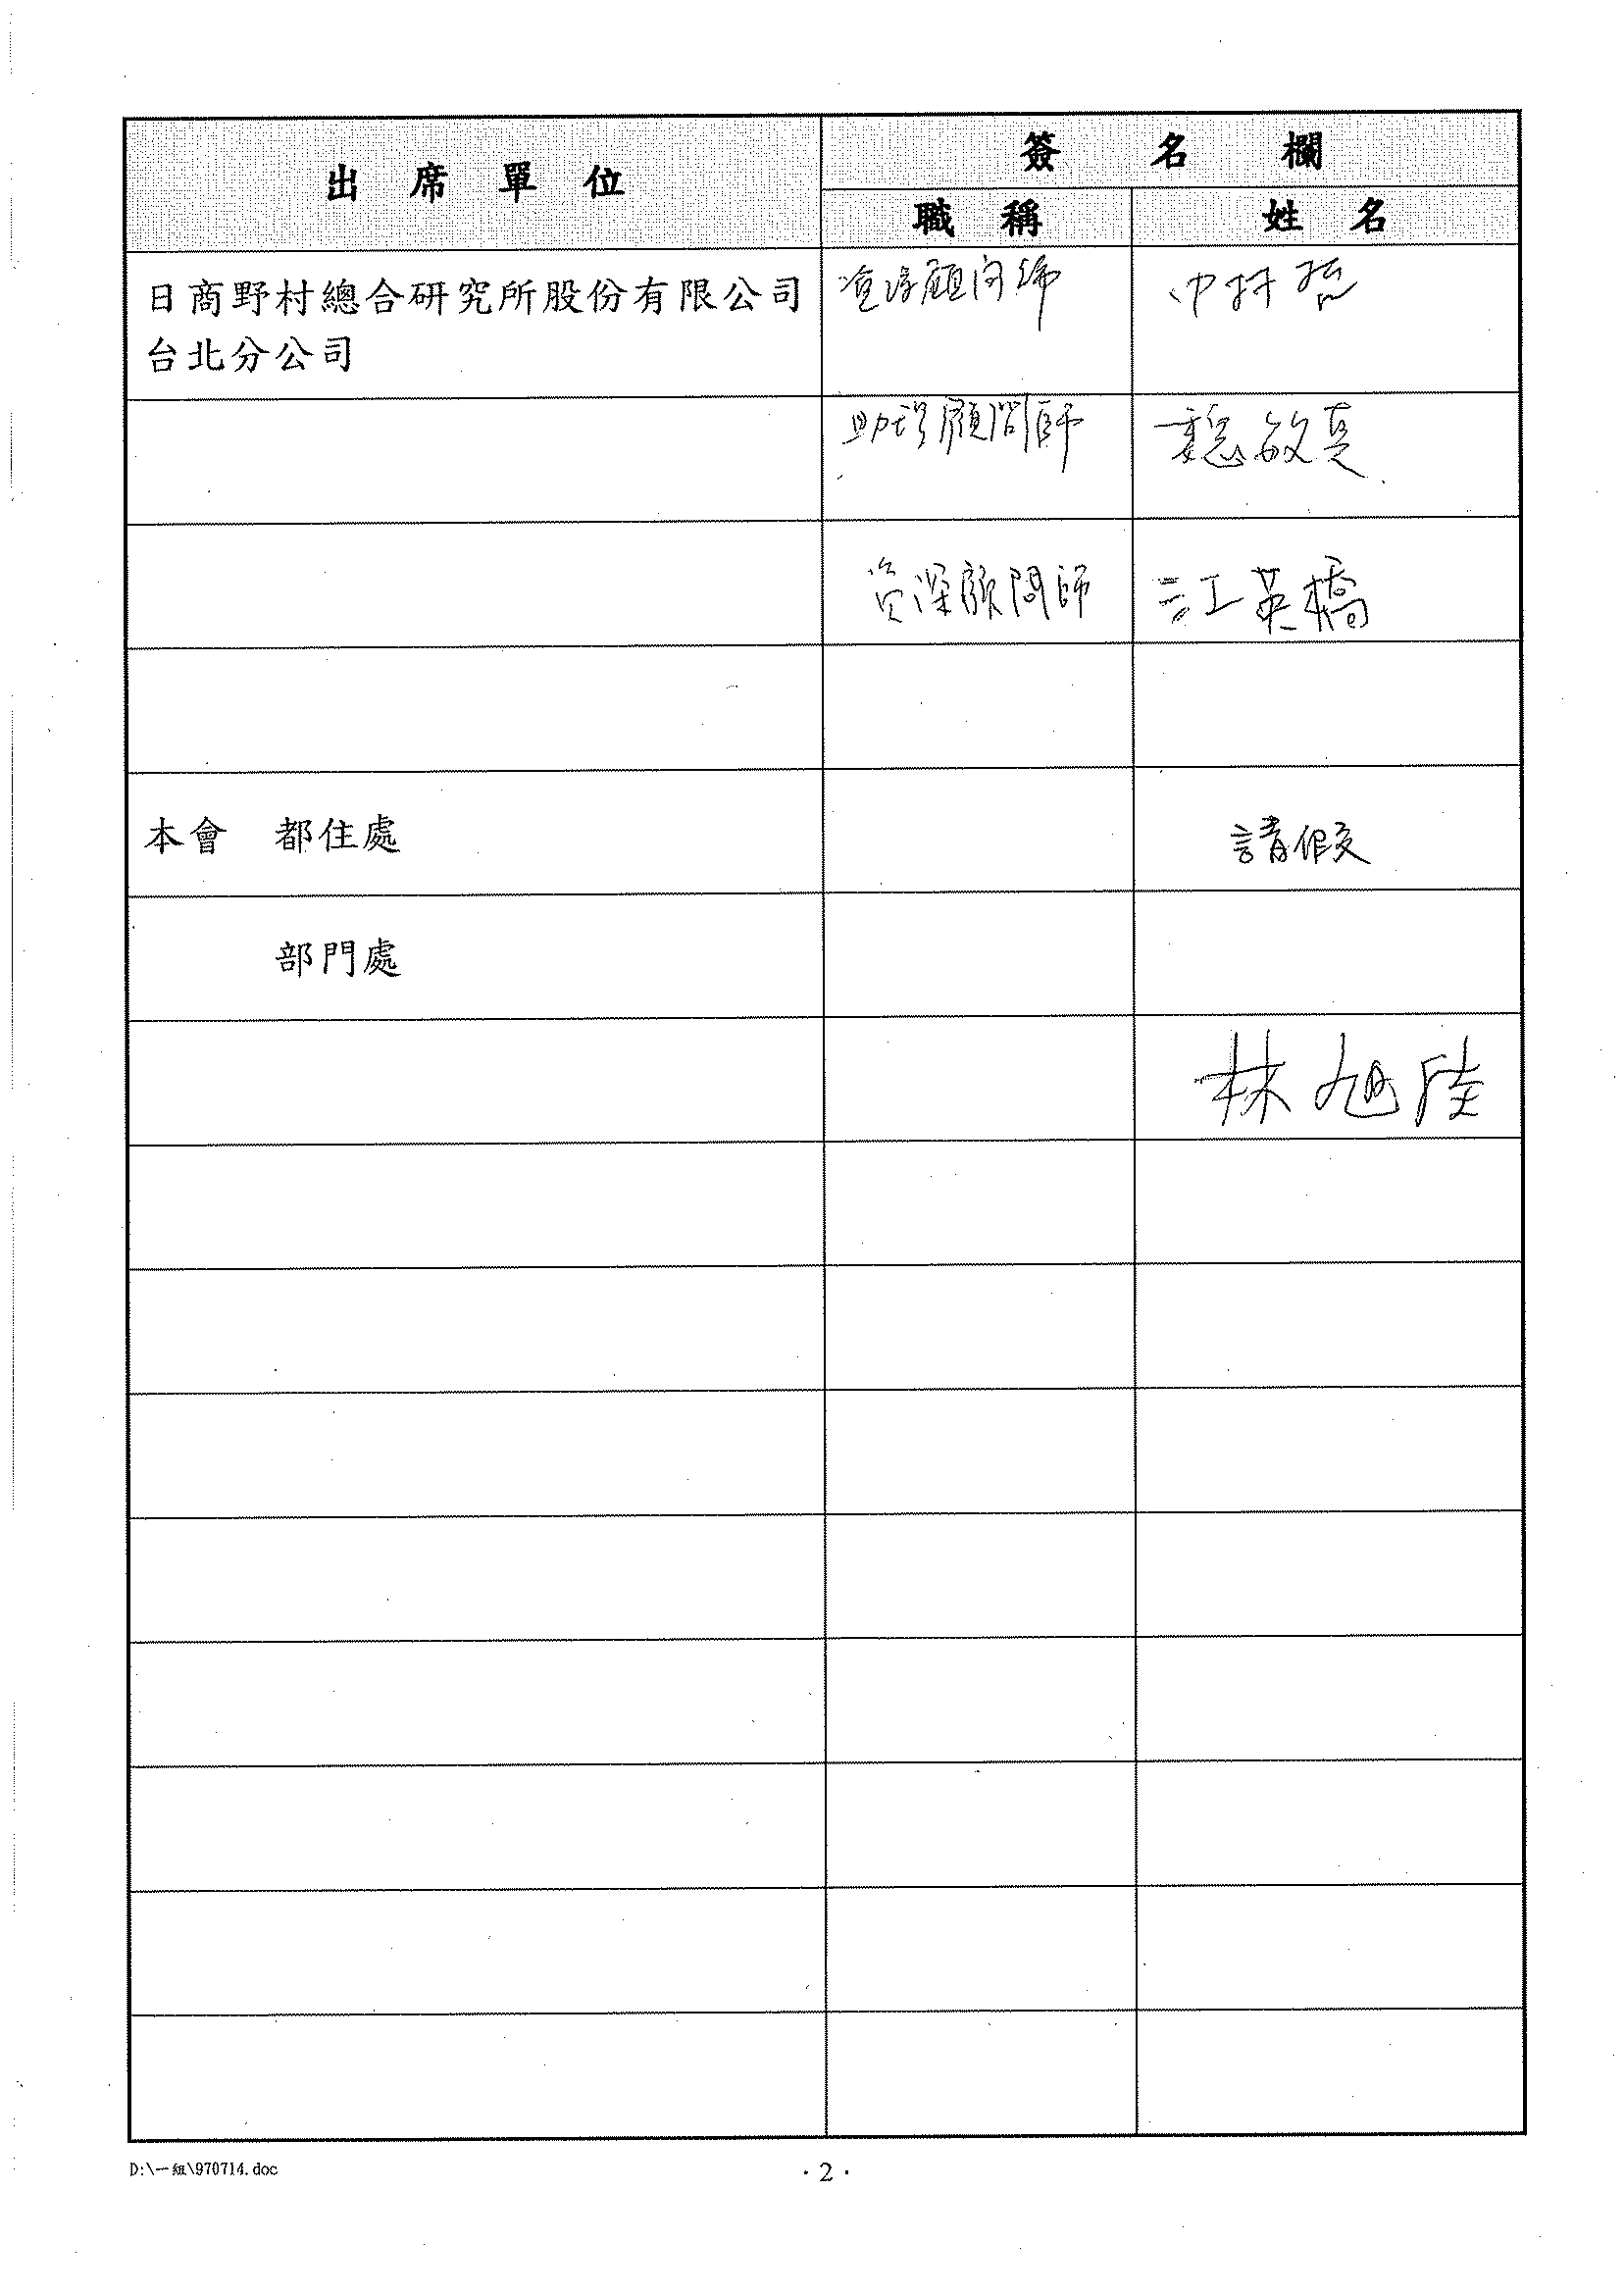 出席單位
簽名欄
職稱 姓名
日商野村總合研究所股份有限公司 資深顧問師 中村哲
台北分公司
助理顧問師 魏敏真
資深顧問師 江英橋
本會 都住處 請假
部門處
林旭陞
D:\一組\970714.doc
·2·